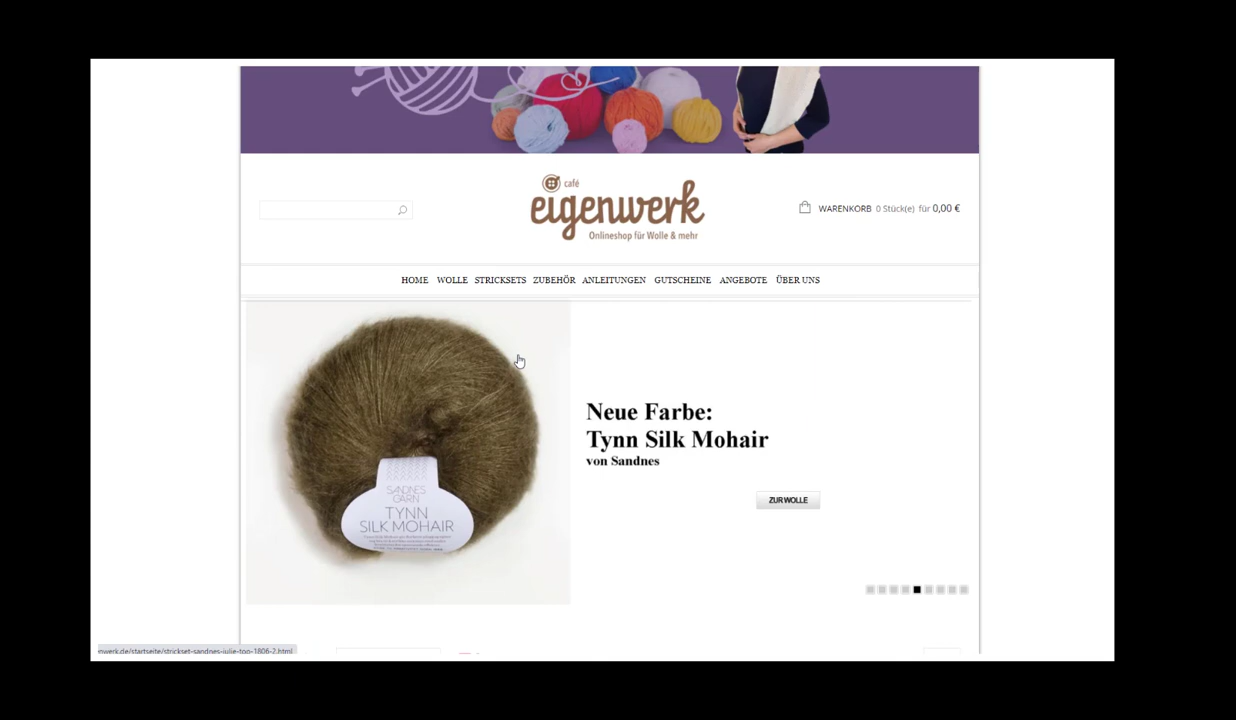 café
eigenwerk
Onlineshop für Wolle & mehr
WARENKORB 0 Stück(e) für 0,00 €
HOME WOLLE STRICKSETS ZUBEHÖR ANLEITUNGEN GUTSCHEINE ANGEBOTE ÜBER UNS
Neue Farbe:
Tynn Silk Mohair
von Sandnes
ZUR WOLLE
SANDNES
GARN
TYNN
SILK MOHAIR
nwerk.de/startseite/strickset-sandnes-julie-top-1806-2.html